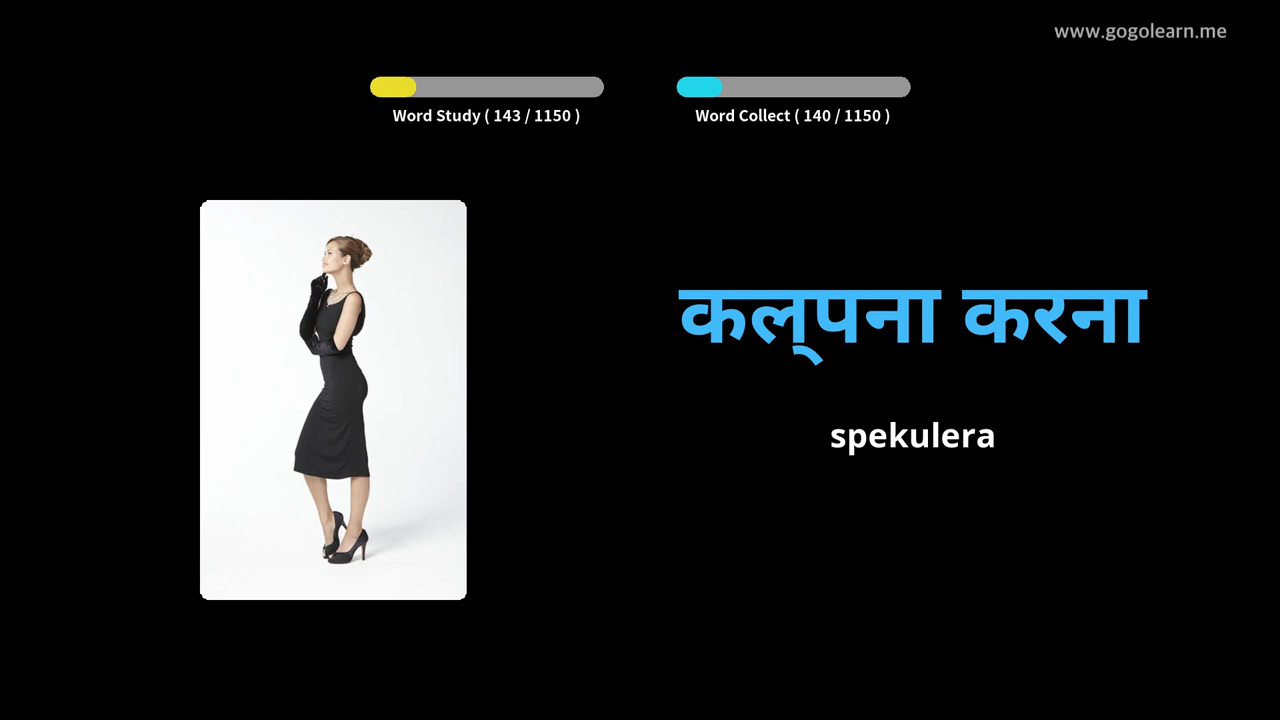 www.gogolearn.me
Word Study ( 143 / 1150 )
Word Collect ( 140 / 1150 )
कल्‌पना करना
spekulera